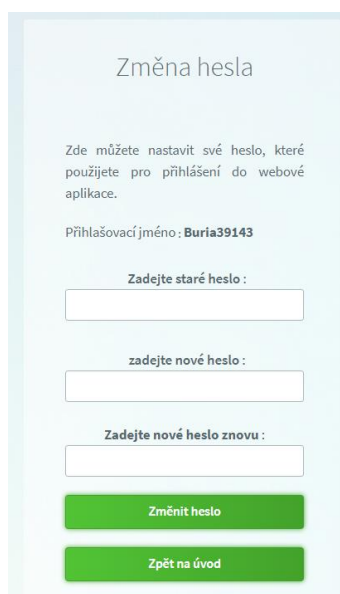 Změna hesla
Zde můžete nastavit své heslo, které
použijete pro přihlášení do webové
aplikace.
Přihlašovací jméno : Buria39143
Zadejte staré heslo :
zadejte nové heslo :
Zadejte nové heslo znovu :
Změnit heslo
Zpět na úvod